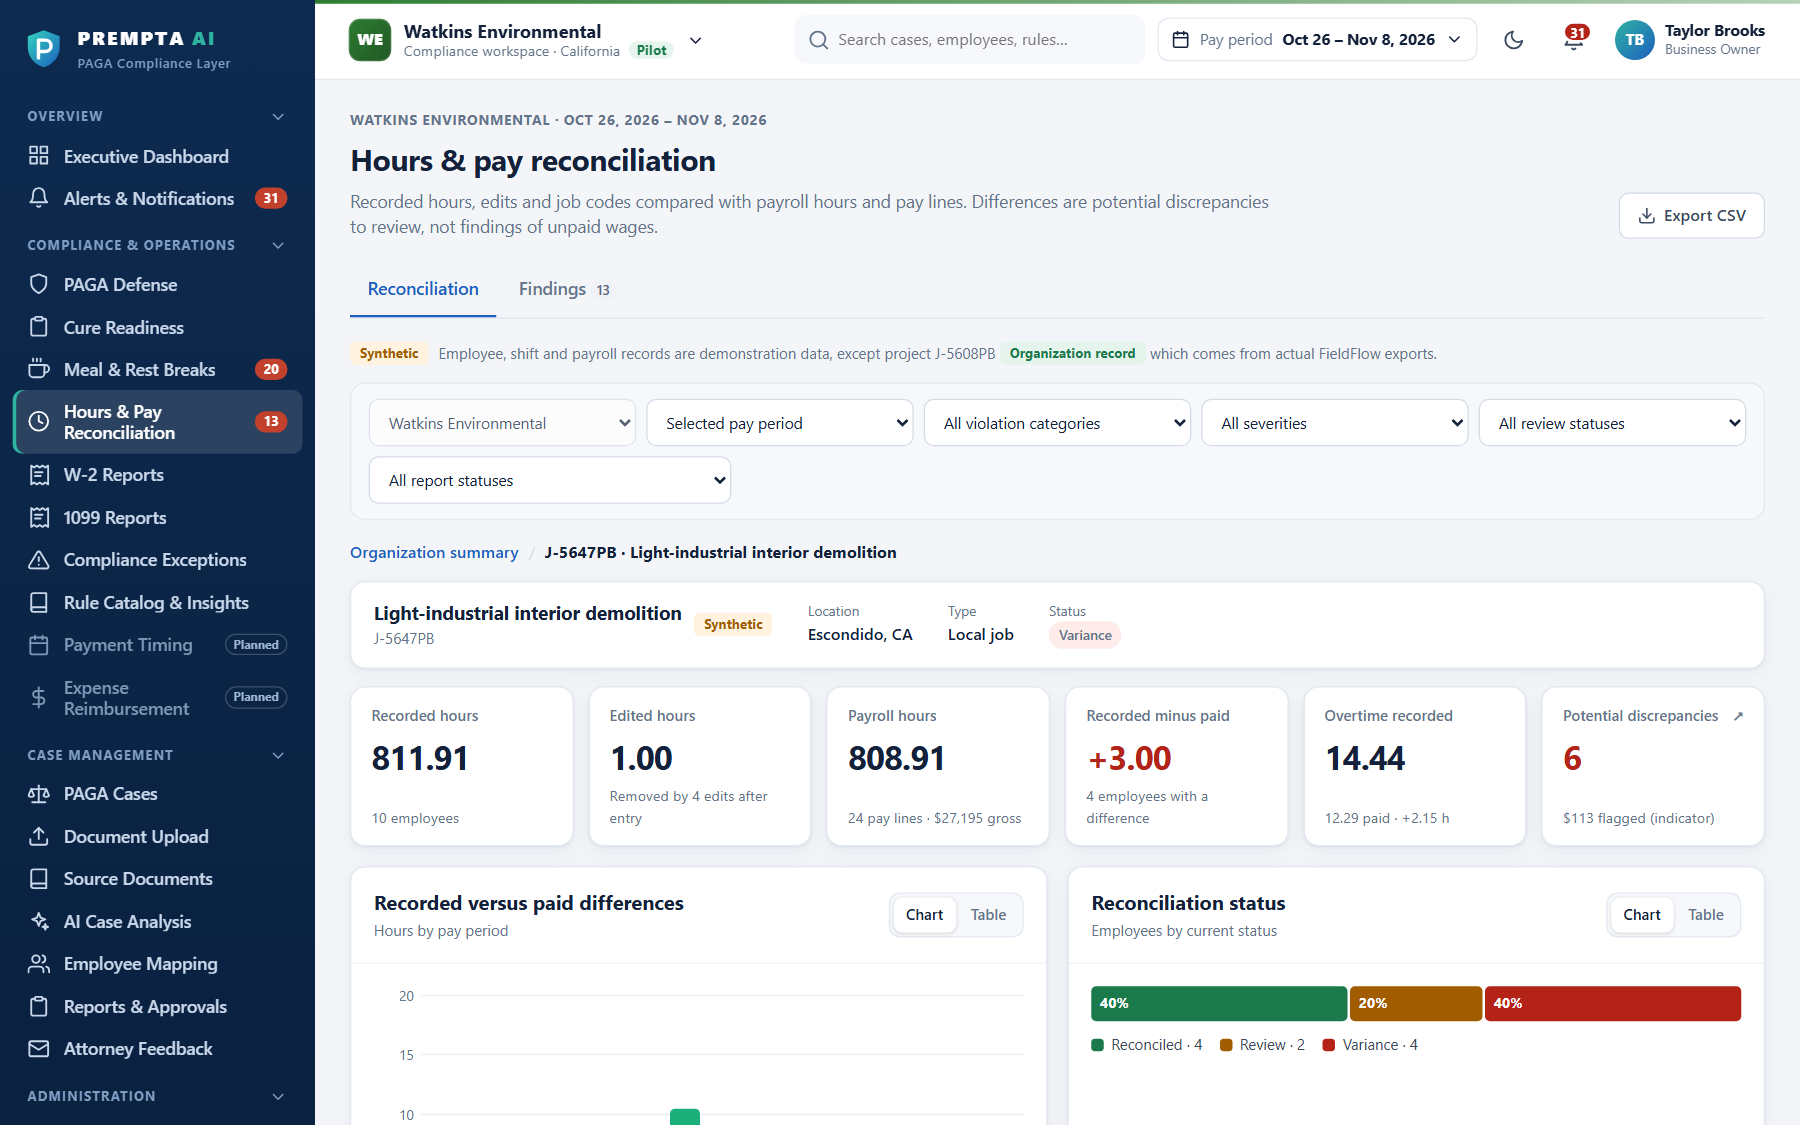 PREMPTA AI
PAGA Compliance Layer
OVERVIEW
Executive Dashboard
Alerts & Notifications 31
COMPLIANCE & OPERATIONS
PAGA Defense
Cure Readiness
Meal & Rest Breaks 20
Hours & Pay
Reconciliation 13
W-2 Reports
1099 Reports
Compliance Exceptions
Rule Catalog & Insights
Payment Timing Planned
Expense
Reimbursement Planned
CASE MANAGEMENT
PAGA Cases
Document Upload
Source Documents
AI Case Analysis
Employee Mapping
Reports & Approvals
Attorney Feedback
ADMINISTRATION
WE Watkins Environmental
Compliance workspace · California Pilot
Search cases, employees, rules...
Pay period Oct 26 – Nov 8, 2026
31
TB Taylor Brooks
Business Owner
WATKINS ENVIRONMENTAL · OCT 26, 2026 – NOV 8, 2026
Hours & pay reconciliation
Recorded hours, edits and job codes compared with payroll hours and pay lines. Differences are potential discrepancies
to review, not findings of unpaid wages.
Export CSV
Reconciliation Findings 13
Synthetic Employee, shift and payroll records are demonstration data, except project J-5608PB Organization record which comes from actual FieldFlow exports.
Watkins Environmental Selected pay period All violation categories All severities All review statuses
All report statuses
Organization summary / J-5647PB · Light-industrial interior demolition
Light-industrial interior demolition Synthetic
J-5647PB
Location
Escondido, CA
Type
Local job
Status
Variance
Recorded hours
811.91
10 employees
Edited hours
1.00
Removed by 4 edits after
entry
Payroll hours
808.91
24 pay lines · $27,195 gross
Recorded minus paid
+3.00
4 employees with a
difference
Overtime recorded
14.44
12.29 paid · +2.15 h
Potential discrepancies ↗
6
$113 flagged (indicator)
Recorded versus paid differences
Hours by pay period
Chart Table
20
15
10
Reconciliation status
Employees by current status
Chart Table
40% 20% 40%
Reconciled · 4 Review · 2 Variance · 4